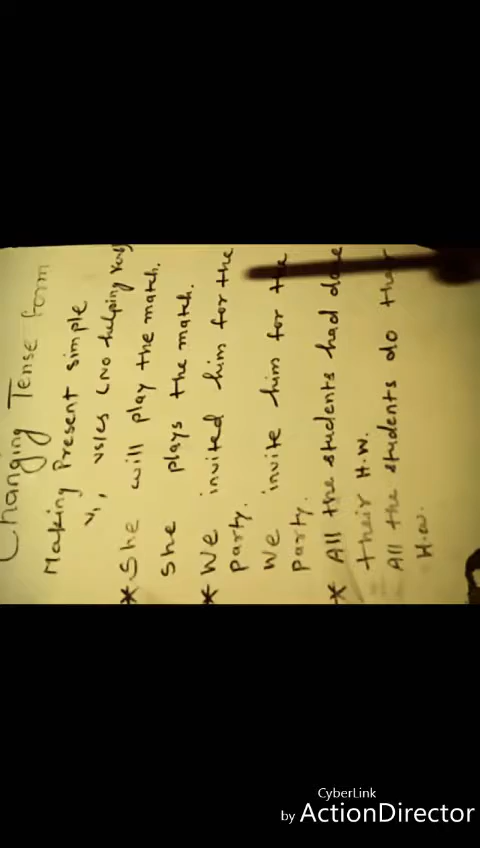 Changing Tense form
Making Present simple
V1, vs/es (No helping Verb
* She will play the match.
She plays the match.
* We invited him for the
party.
We invite him for the
party.
* All the students had done
their H.W.
All the students do their
H.W.
CyberLink
by ActionDirector